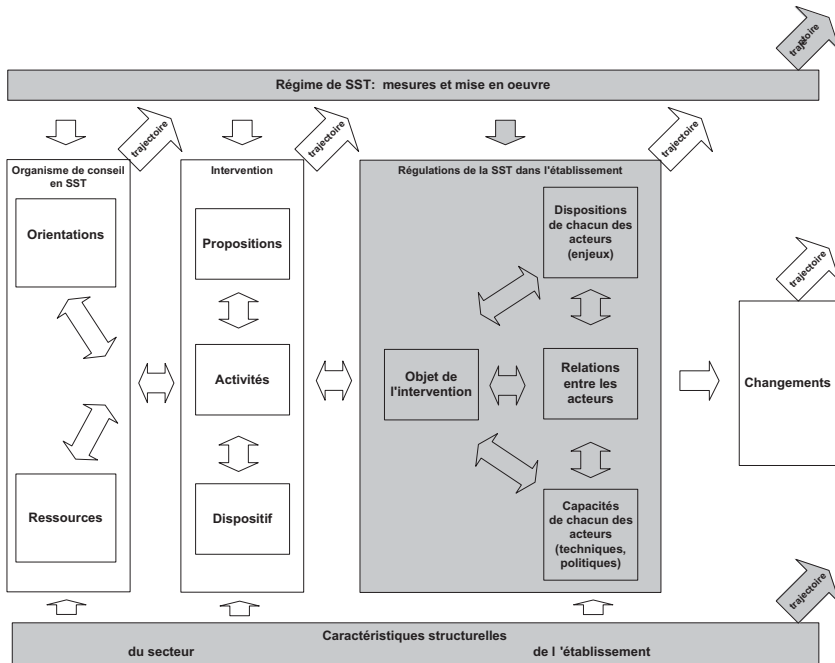 trajectoire
Régime de SST: mesures et mise en oeuvre
trajectoire
trajectoire
trajectoire
Organisme de conseil
en SST
Orientations
Ressources
Intervention
Propositions
Activités
Dispositif
Régulations de la SST dans l'établissement
Dispositions
de chacun des
acteurs
(enjeux)
Objet de
l'intervention
Relations
entre les
acteurs
Capacités
de chacun des
acteurs
(techniques,
politiques)
trajectoire
Changements
trajectoire
Caractéristiques structurelles
du secteur de l 'établissement